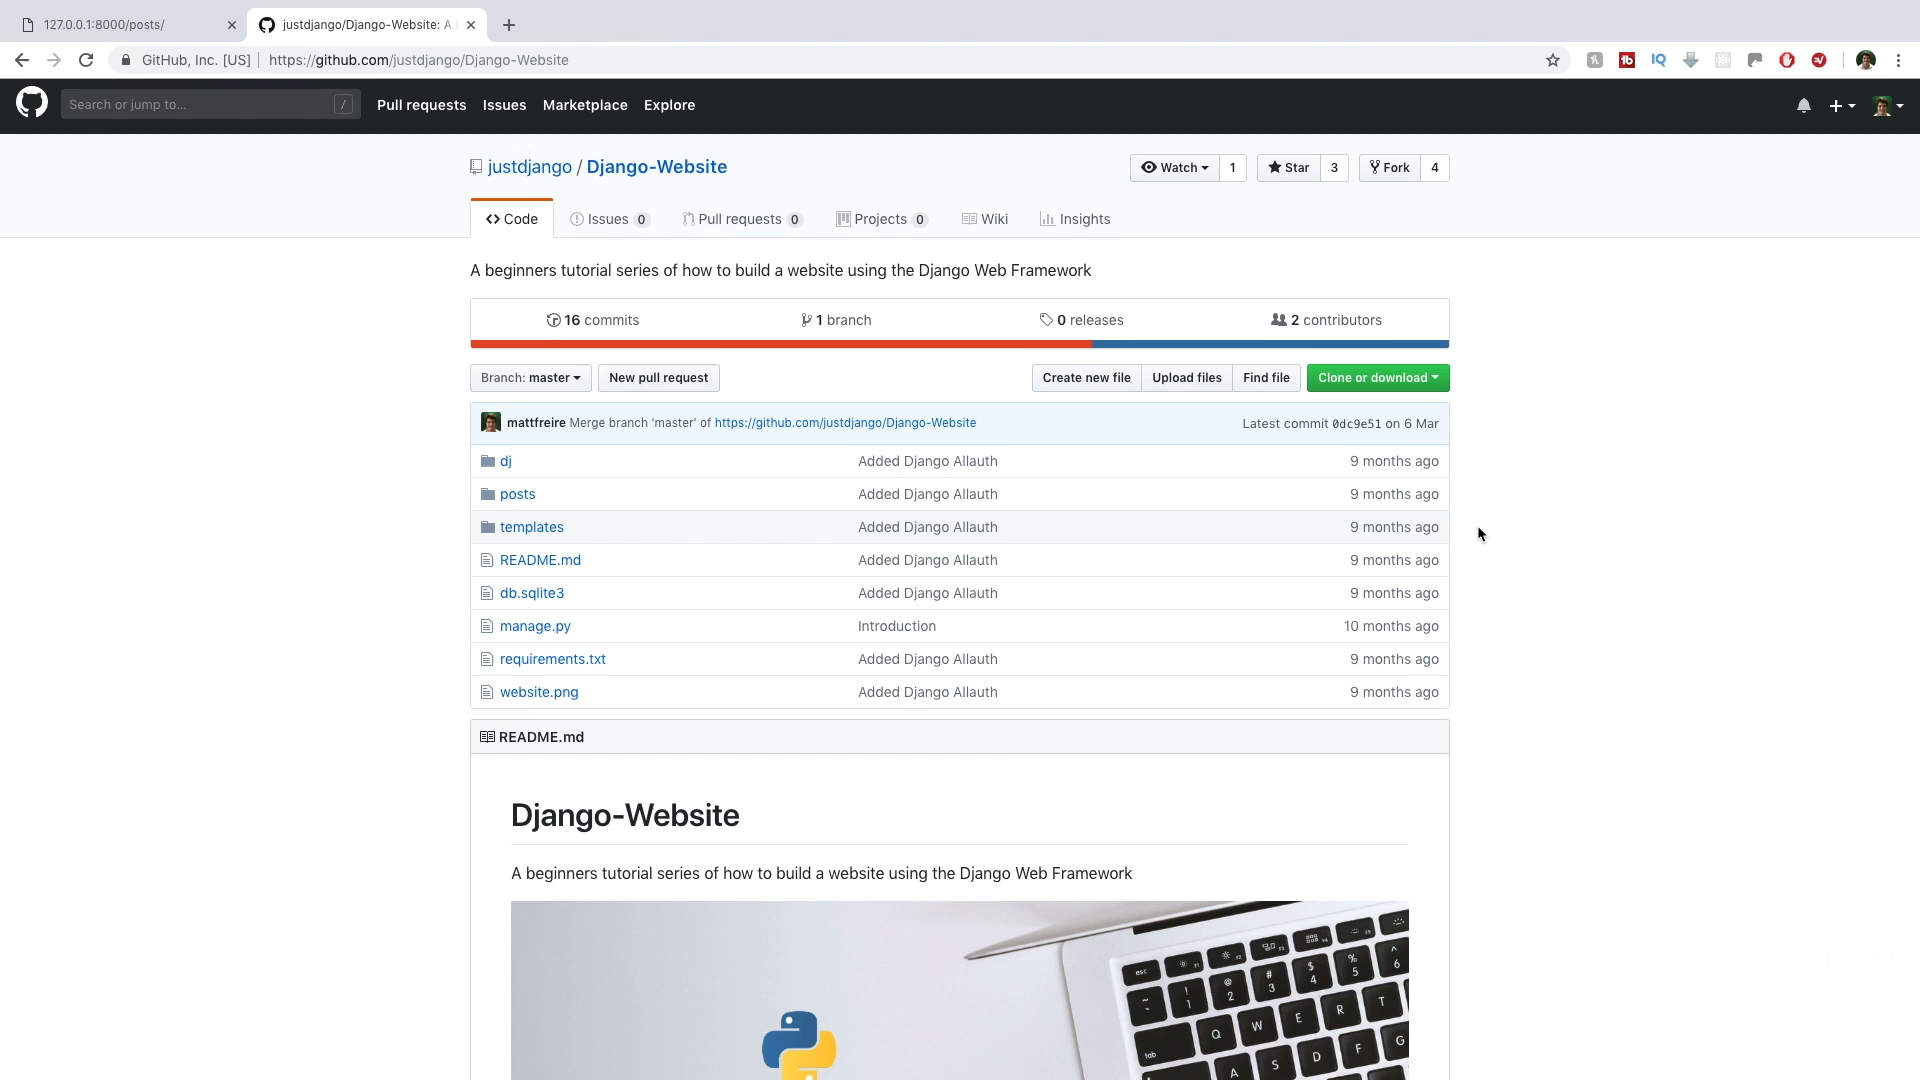 127.0.0.1:8000/posts/
justdjango/Django-Website: A
GitHub, Inc. [US] https://github.com/justdjango/Django-Website
Search or jump to... / Pull requests Issues Marketplace Explore
justdjango / Django-Website Watch 1 Star 3 Fork 4
Code Issues 0 Pull requests 0 Projects 0 Wiki Insights
A beginners tutorial series of how to build a website using the Django Web Framework
16 commits 1 branch 0 releases 2 contributors
Branch: master New pull request Create new file Upload files Find file Clone or download
mattfreire Merge branch 'master' of https://github.com/justdjango/Django-Website Latest commit 0dc9e51 on 6 Mar
dj Added Django Allauth 9 months ago
posts Added Django Allauth 9 months ago
templates Added Django Allauth 9 months ago
README.md Added Django Allauth 9 months ago
db.sqlite3 Added Django Allauth 9 months ago
manage.py Introduction 10 months ago
requirements.txt Added Django Allauth 9 months ago
website.png Added Django Allauth 9 months ago
README.md
Django-Website
A beginners tutorial series of how to build a website using the Django Web Framework
esc
~ ! 1 @ 2 # 3 $ 4 % 5 ^ 6
tab Q W E R T
A S D F G